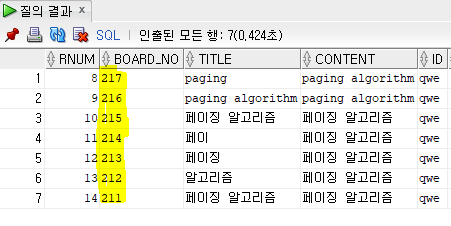 질의 결과 x
SQL | 인출된 모든 행: 7(0,424초)
RNUM BOARD_NO TITLE CONTENT ID
1 8 217 paging paging algorithm qwe
2 9 216 paging algorithm paging algorithm qwe
3 10 215 페이징 알고리즘 페이징 알고리즘 qwe
4 11 214 페이 페이징 알고리즘 qwe
5 12 213 페이징 페이징 알고리즘 qwe
6 13 212 알고리즘 페이징 알고리즘 qwe
7 14 211 페이징 알고리즘 페이징 알고리즘 qwe